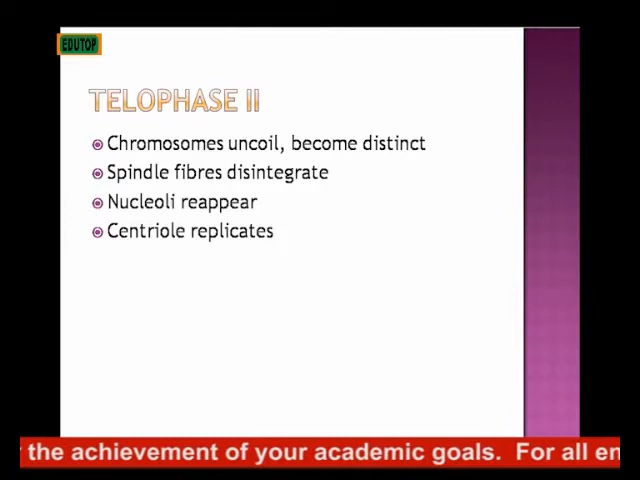 EDUTOP
TELOPHASE II
Chromosomes uncoil, become distinct
Spindle fibres disintegrate
Nucleoli reappear
Centriole replicates
the achievement of your academic goals. For all en